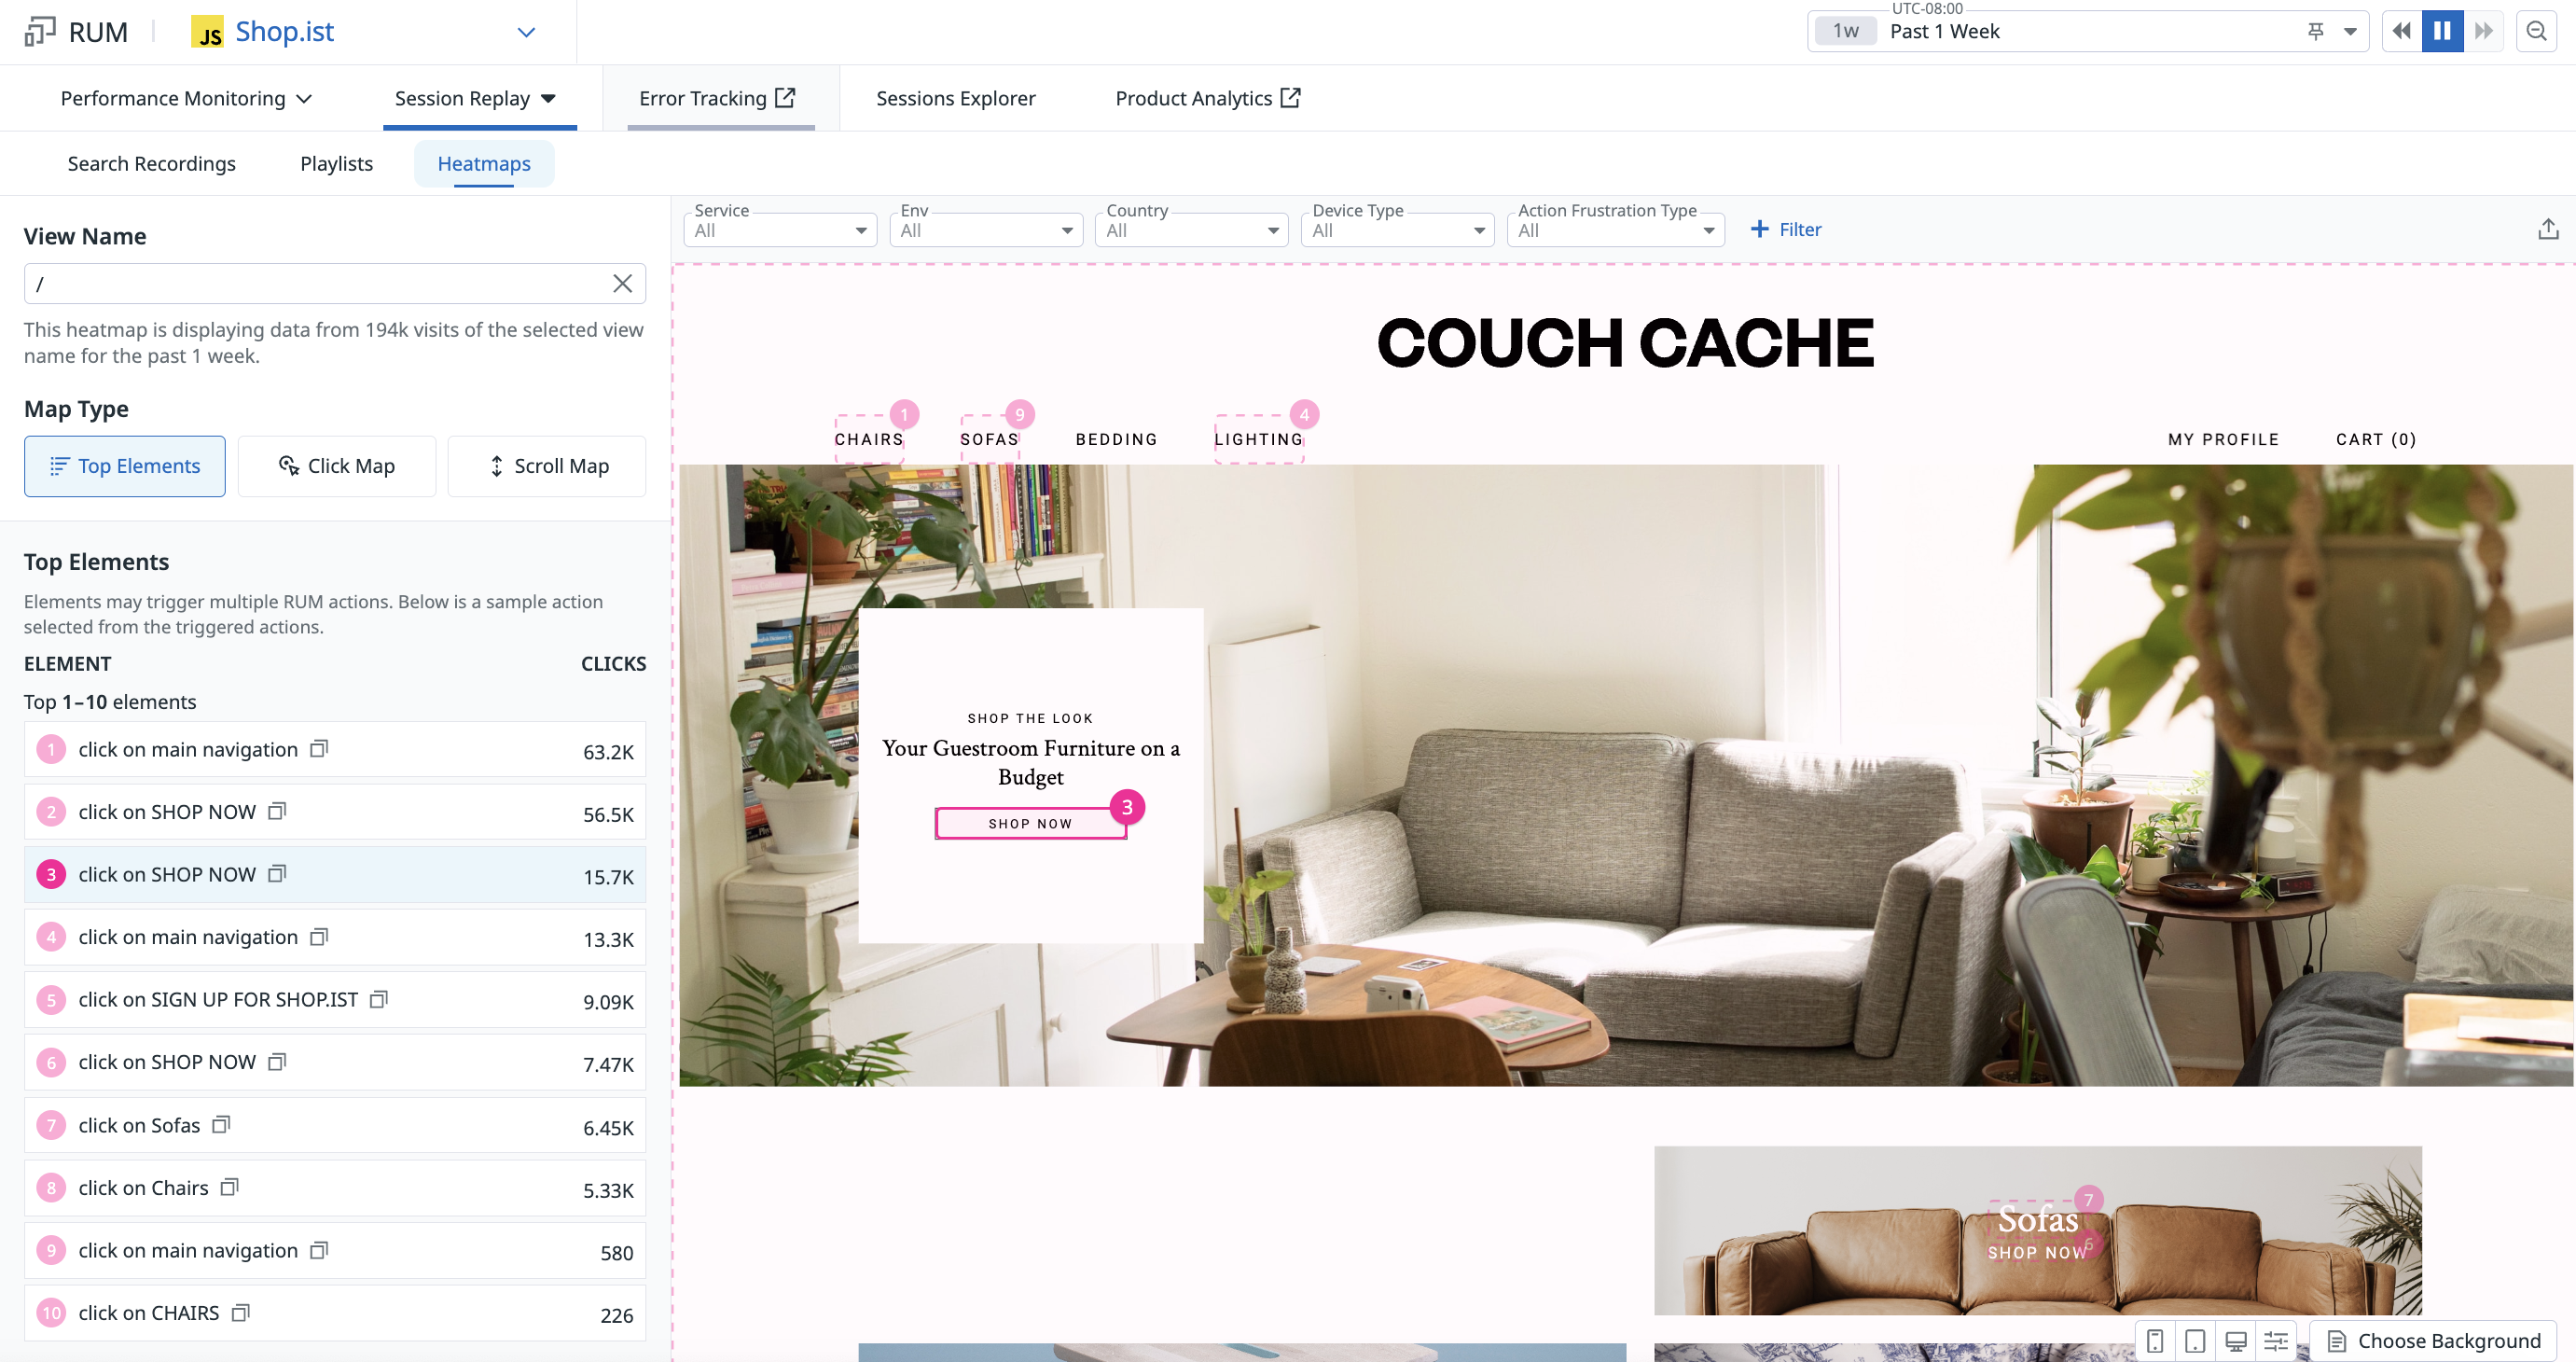 RUM
JS Shop.ist
UTC-08:00
1w Past 1 Week
Performance Monitoring
Session Replay
Error Tracking
Sessions Explorer
Product Analytics
Search Recordings
Playlists
Heatmaps
View Name
/
This heatmap is displaying data from 194k visits of the selected view
name for the past 1 week.
Map Type
Top Elements
Click Map
Scroll Map
Top Elements
Elements may trigger multiple RUM actions. Below is a sample action
selected from the triggered actions.
ELEMENT CLICKS
Top 1–10 elements
1 click on main navigation 63.2K
2 click on SHOP NOW 56.5K
3 click on SHOP NOW 15.7K
4 click on main navigation 13.3K
5 click on SIGN UP FOR SHOP.IST 9.09K
6 click on SHOP NOW 7.47K
7 click on Sofas 6.45K
8 click on Chairs 5.33K
9 click on main navigation 580
10 click on CHAIRS 226
Service
All
Env
All
Country
All
Device Type
All
Action Frustration Type
All
+ Filter
COUCH CACHE
1
9
4
CHAIRS
SOFAS
BEDDING
LIGHTING
MY PROFILE
CART (0)
SHOP THE LOOK
Your Guestroom Furniture on a
Budget
3
SHOP NOW
7
Sofas
6
SHOP NOW
Choose Background